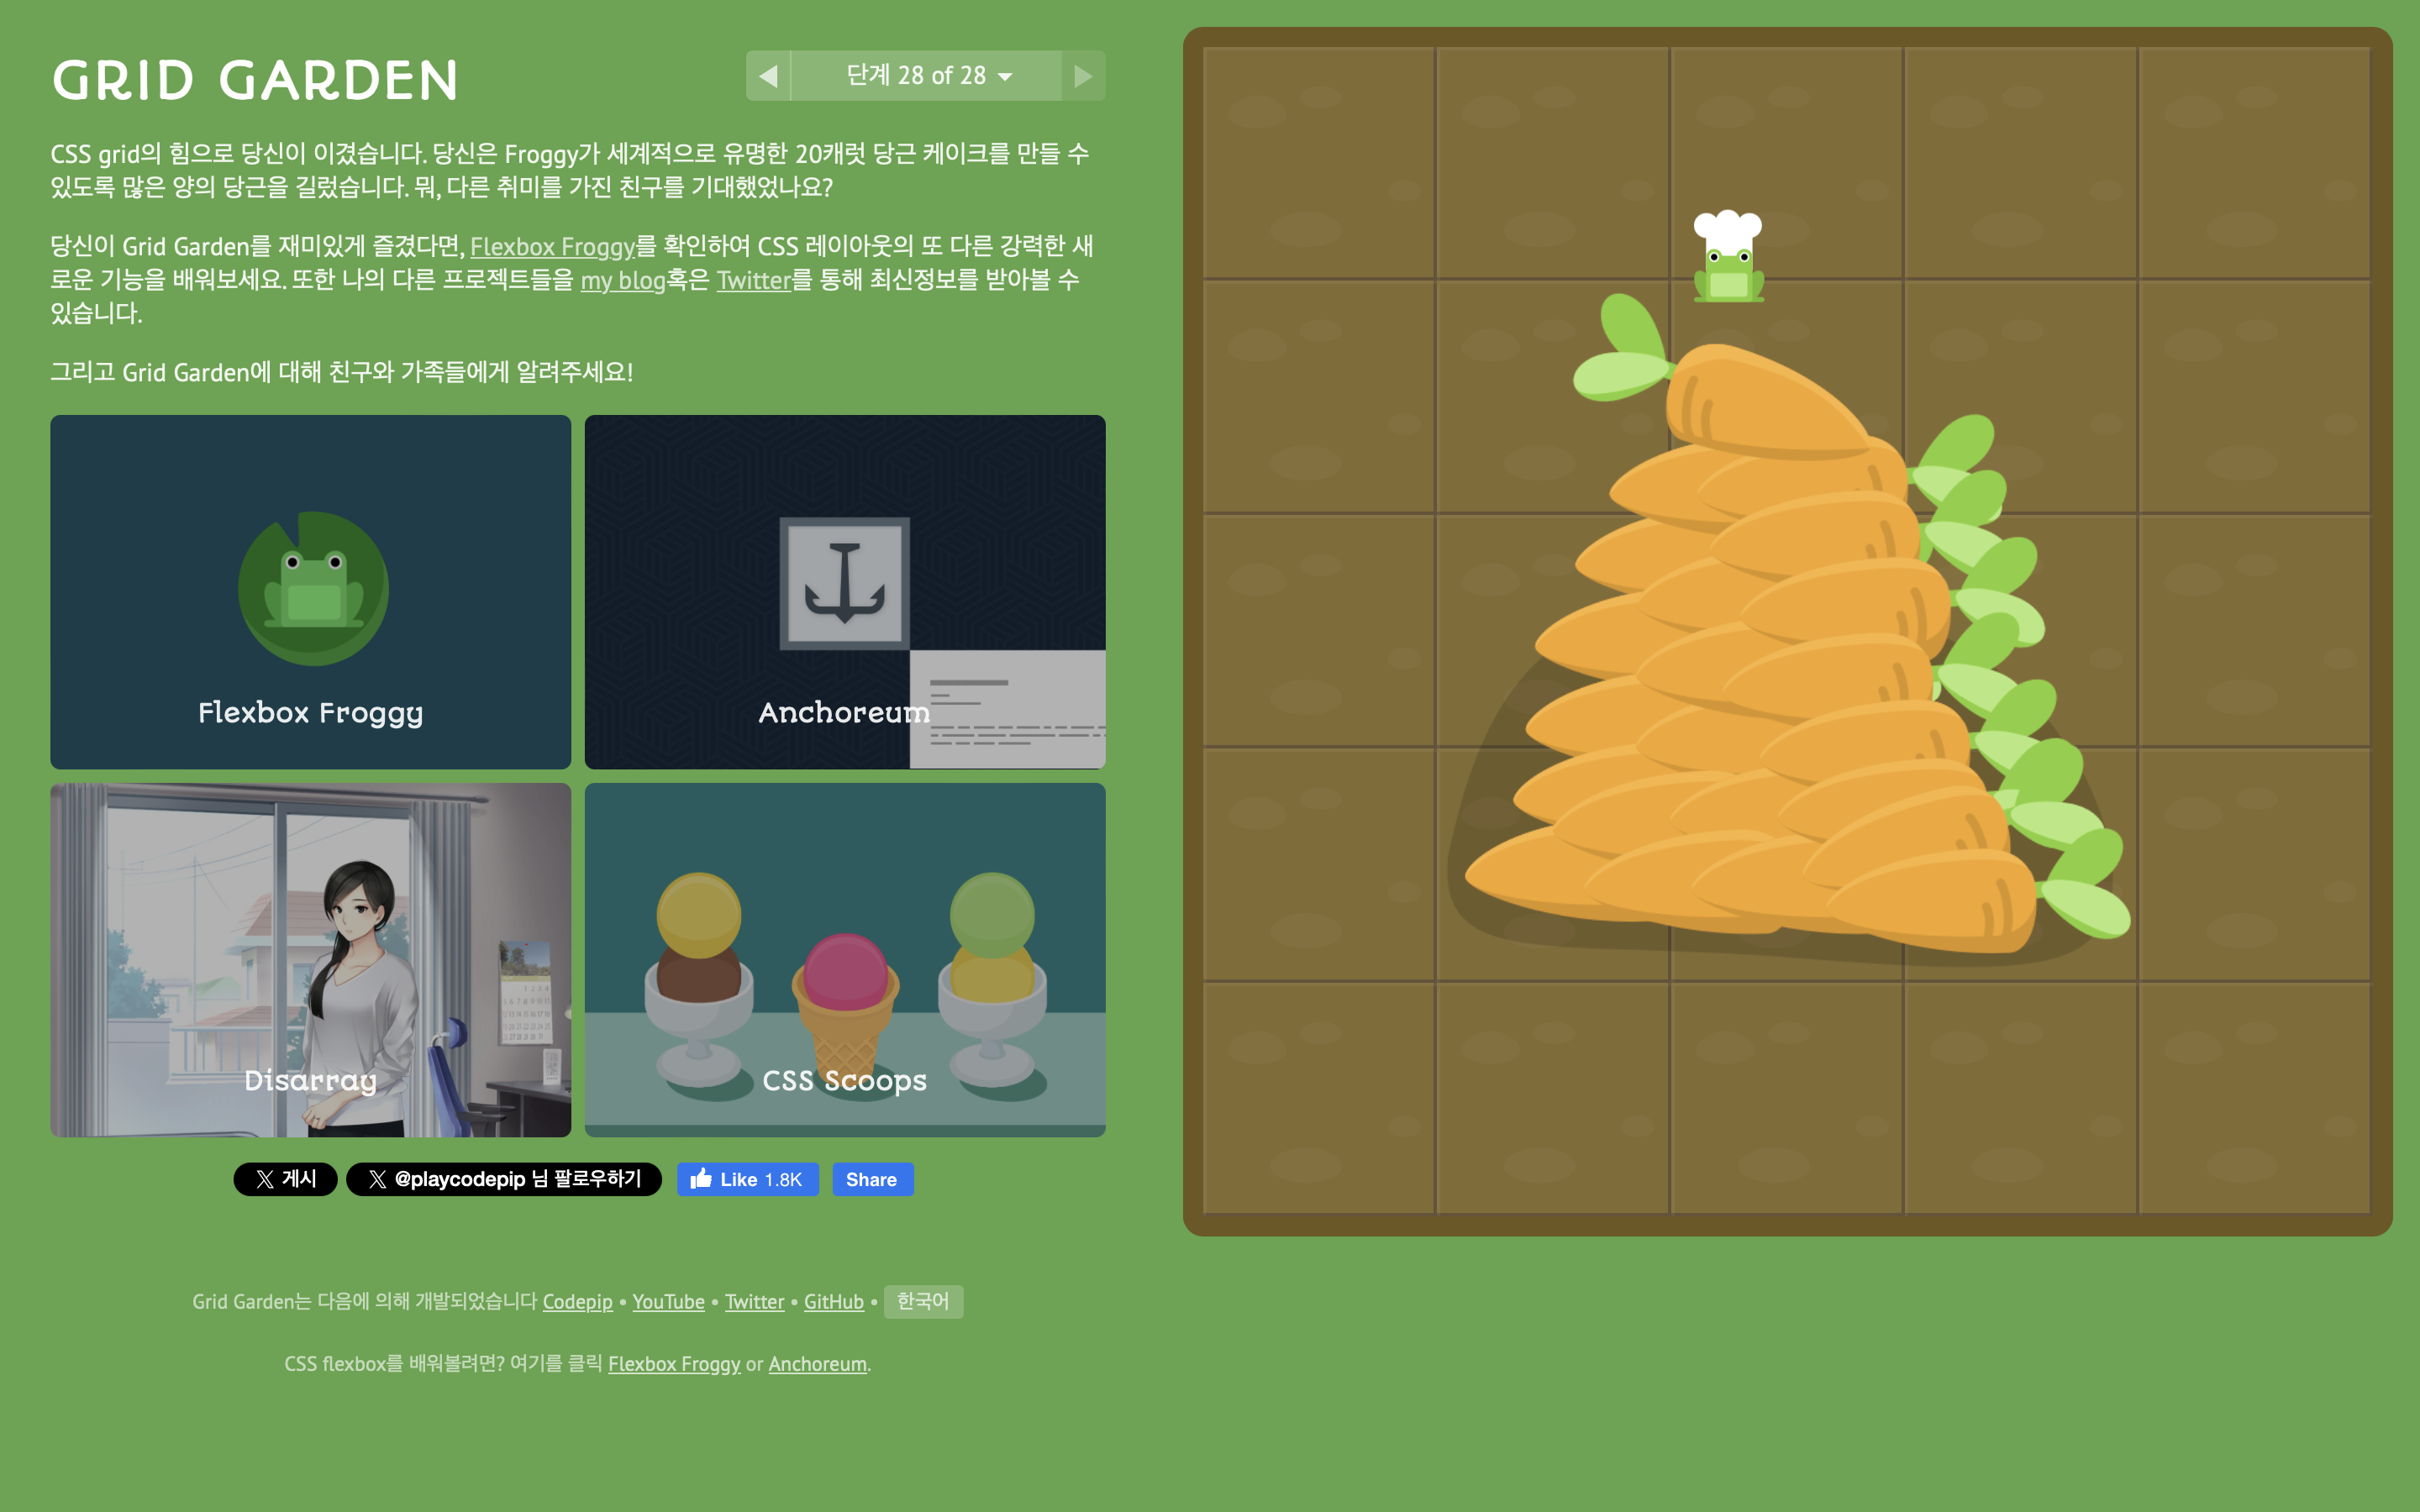 GRID GARDEN
단계 28 of 28
CSS grid의 힘으로 당신이 이겼습니다. 당신은 Froggy가 세계적으로 유명한 20캐럿 당근 케이크를 만들 수
있도록 많은 양의 당근을 길렀습니다. 뭐, 다른 취미를 가진 친구를 기대했었나요?
당신이 Grid Garden를 재미있게 즐겼다면, Flexbox Froggy를 확인하여 CSS 레이아웃의 또 다른 강력한 새
로운 기능을 배워보세요. 또한 나의 다른 프로젝트들을 my blog혹은 Twitter를 통해 최신정보를 받아볼 수
있습니다.
그리고 Grid Garden에 대해 친구와 가족들에게 알려주세요!
Flexbox Froggy
Anchoreum
Disarray
CSS Scoops
게시
@playcodepip 님 팔로우하기
Like 1.8K
Share
Grid Garden는 다음에 의해 개발되었습니다 Codepip • YouTube • Twitter • GitHub • 한국어
CSS flexbox를 배워볼려면? 여기를 클릭 Flexbox Froggy or Anchoreum.